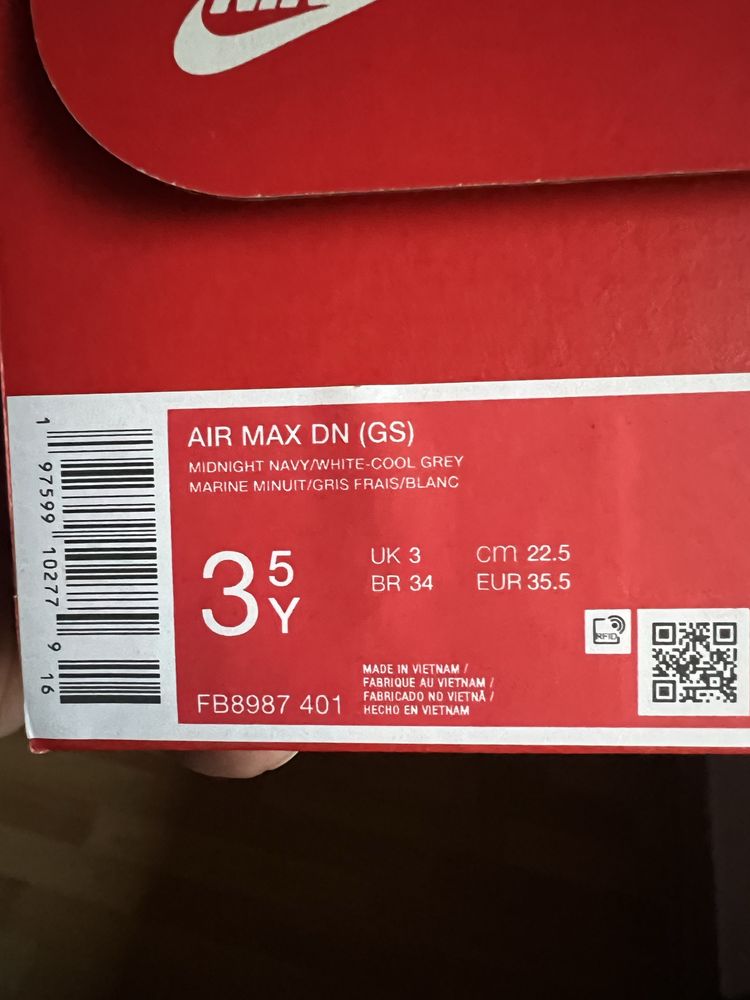 NIKE
AIR MAX DN (GS)
MIDNIGHT NAVY/WHITE-COOL GREY
MARINE MINUIT/GRIS FRAIS/BLANC
3 5 Y
UK 3 cm 22.5
BR 34 EUR 35.5
RFID
MADE IN VIETNAM /
FABRIQUE AU VIETNAM /
FABRICADO NO VIETNÃ /
HECHO EN VIETNAM
FB8987 401
1 97599 10277 9 16